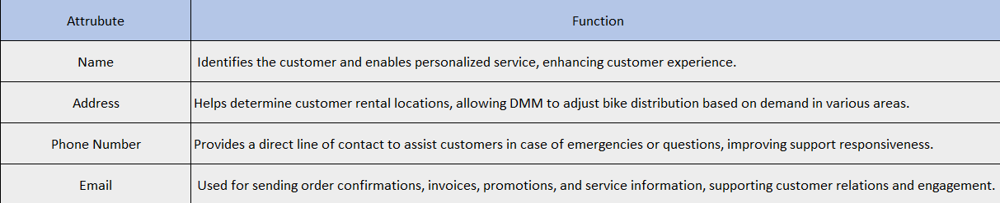 Attrubute Function
Name Identifies the customer and enables personalized service, enhancing customer experience.
Address Helps determine customer rental locations, allowing DMM to adjust bike distribution based on demand in various areas.
Phone Number Provides a direct line of contact to assist customers in case of emergencies or questions, improving support responsiveness.
Email Used for sending order confirmations, invoices, promotions, and service information, supporting customer relations and engagement.